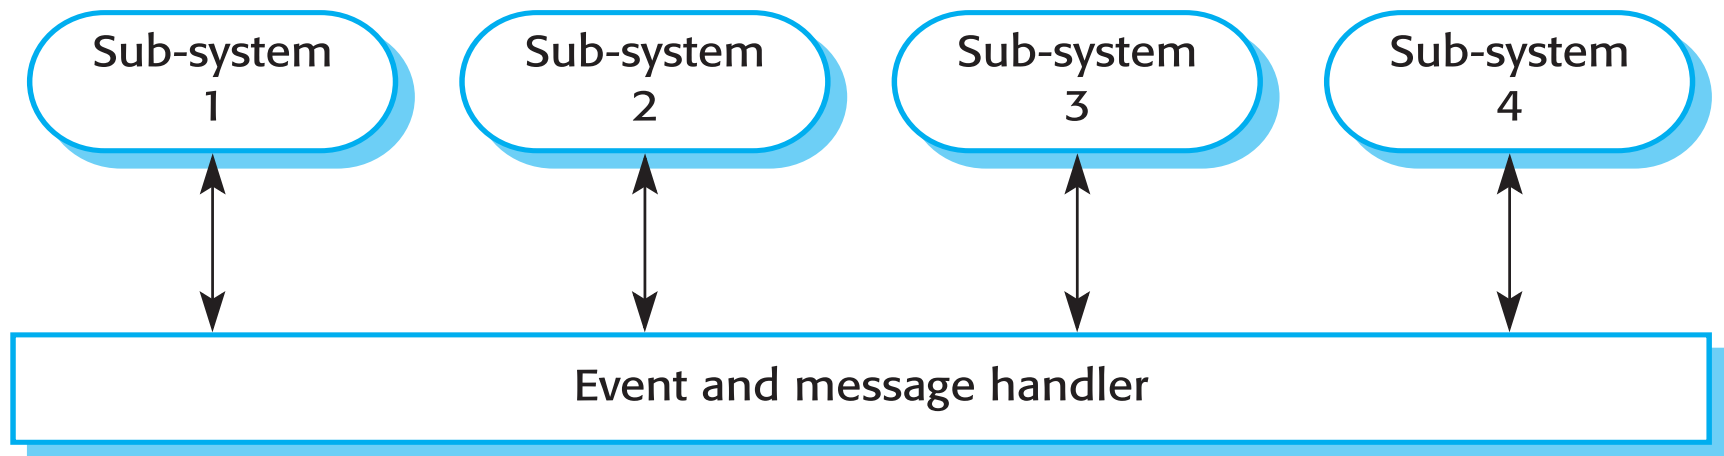 Sub-system
1
Sub-system
2
Sub-system
3
Sub-system
4
Event and message handler